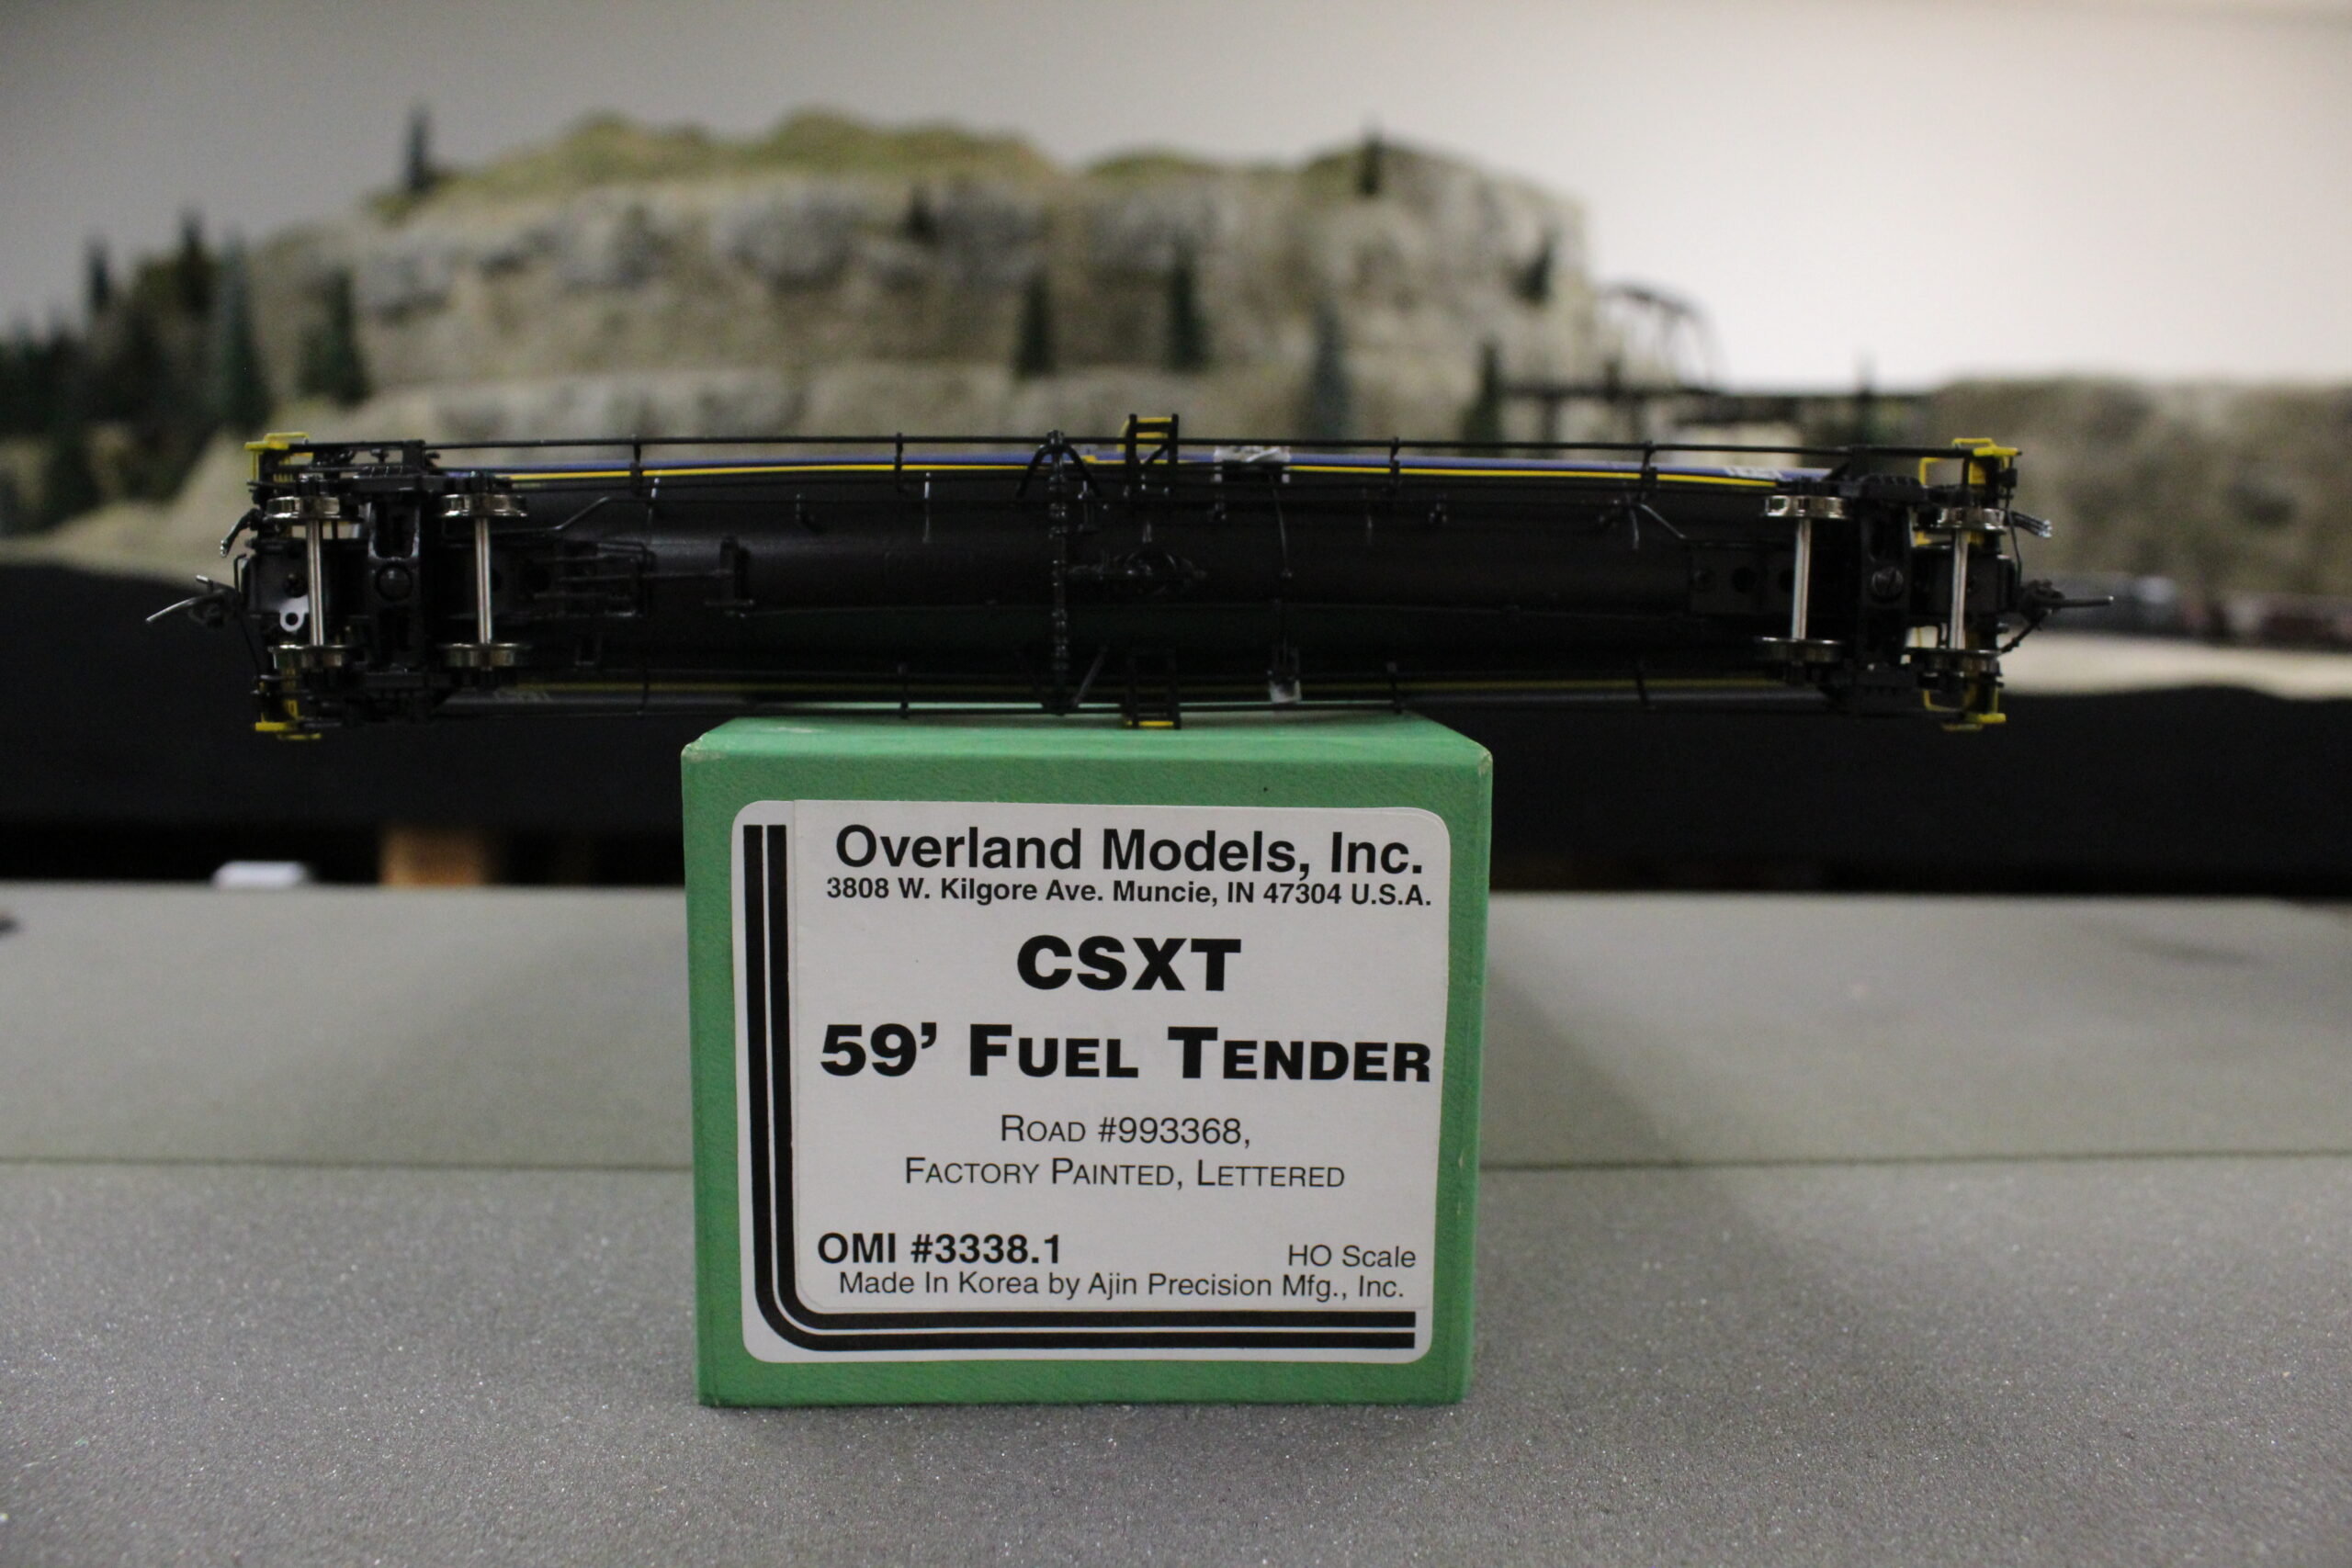 Overland Models, Inc.
3808 W. Kilgore Ave. Muncie, IN 47304 U.S.A.
CSXT
59' FUEL TENDER
ROAD #993368,
FACTORY PAINTED, LETTERED
OMI #3338.1 HO Scale
Made In Korea by Ajin Precision Mfg., Inc.